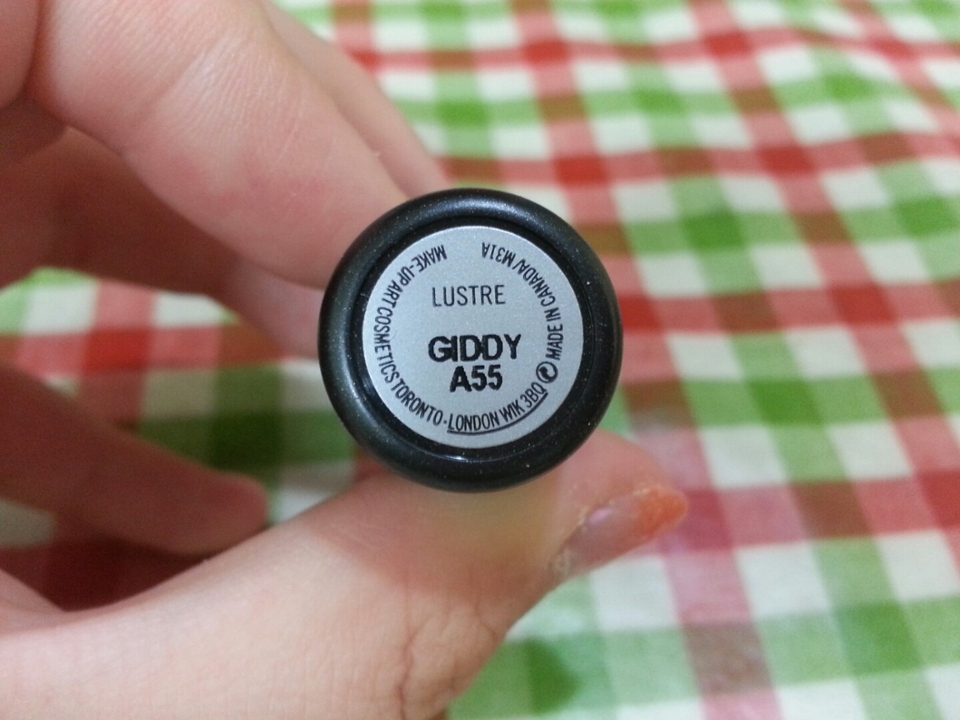 LUSTRE
GIDDY
A55
MAKE-UP ART COSMETICS TORONTO · LONDON W1K 3BQ MADE IN CANADA/ M31A